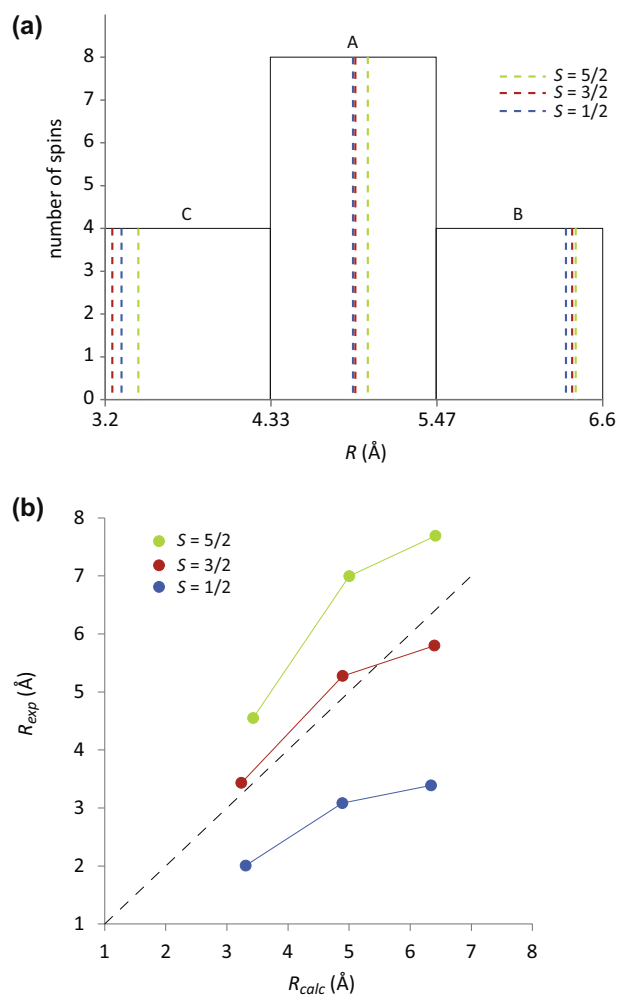 (a)
A
8
7
6
5
4
3
2
1
0
number of spins
C
B
S = 5/2
S = 3/2
S = 1/2
3.2
4.33
5.47
6.6
R (Å)
(b)
8
7
6
5
4
3
2
1
Rexp (Å)
S = 5/2
S = 3/2
S = 1/2
1 2 3 4 5 6 7 8
Rcalc (Å)